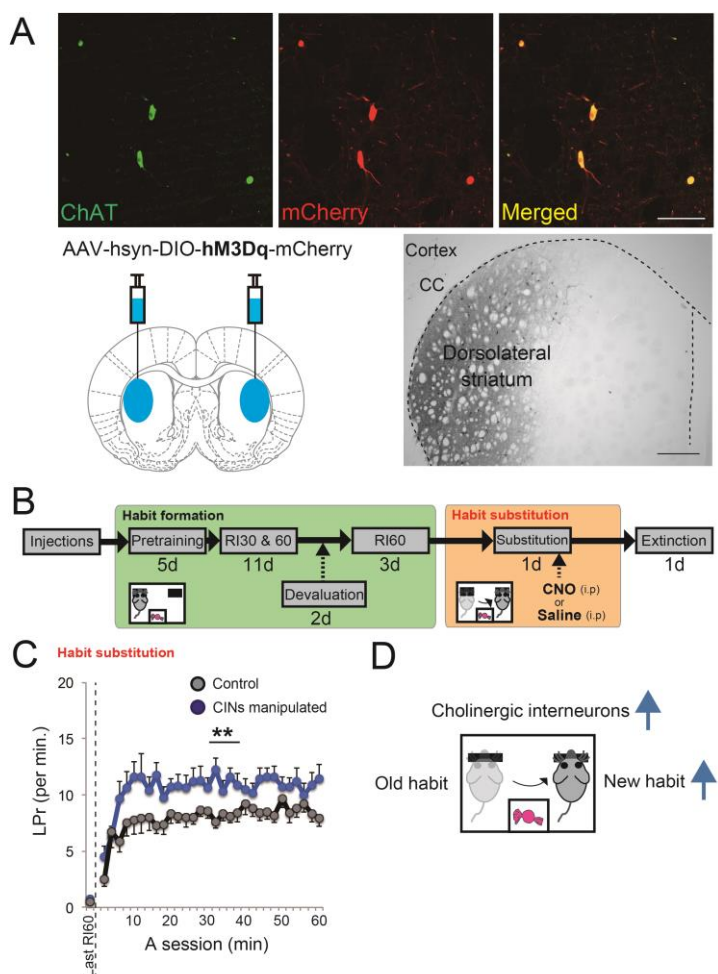 A
ChAT
mCherry
Merged
AAV-hsyn-DIO-hM3Dq-mCherry
Cortex
CC
Dorsolateral
striatum
B
Habit formation
Habit substitution
Injections
Pretraining
RI30 & 60
RI60
Substitution
Extinction
5d
11d
3d
1d
1d
Devaluation
2d
CNO (i.p)
or
Saline (i.p)
C
Habit substitution
Control
CINs manipulated
**
LPr (per min.)
20
15
10
5
0
Last RI60
10 20 30 40 50 60
A session (min)
D
Cholinergic interneurons
Old habit
New habit